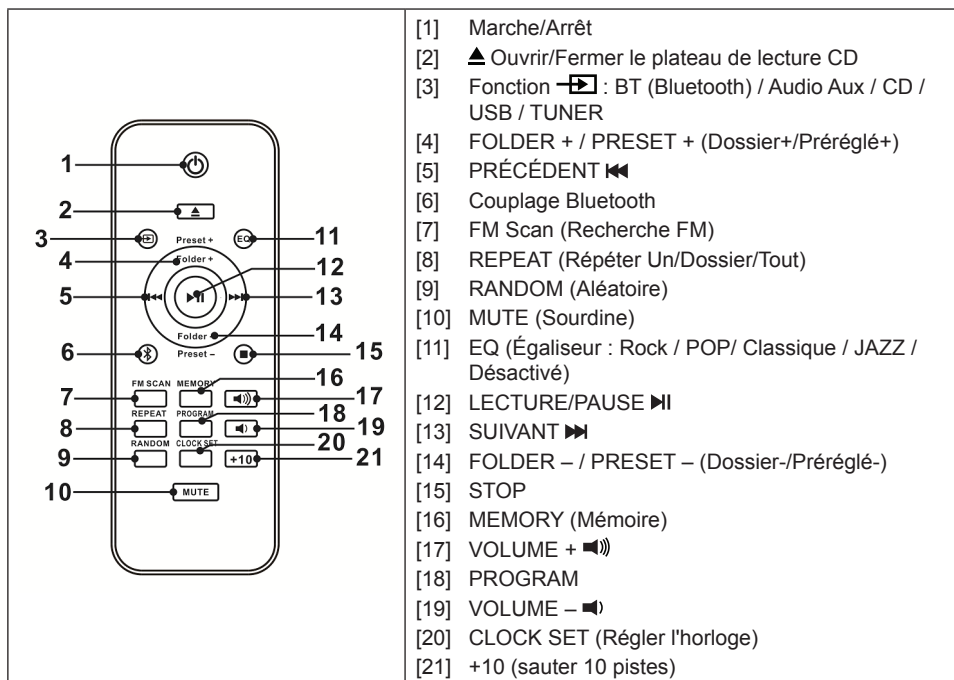 1
2
3
4
5
6
7
8
9
10
11
12
13
14
15
16
17
18
19
20
21
Preset +
EQ
Folder +
Folder –
Preset –
FM SCAN MEMORY
REPEAT PROGRAM
RANDOM CLOCK SET
+10
MUTE
[1] Marche/Arrêt
[2] Ouvrir/Fermer le plateau de lecture CD
[3] Fonction : BT (Bluetooth) / Audio Aux / CD /
USB / TUNER
[4] FOLDER + / PRESET + (Dossier+/Préréglé+)
[5] PRÉCÉDENT
[6] Couplage Bluetooth
[7] FM Scan (Recherche FM)
[8] REPEAT (Répéter Un/Dossier/Tout)
[9] RANDOM (Aléatoire)
[10] MUTE (Sourdine)
[11] EQ (Égaliseur : Rock / POP/ Classique / JAZZ /
Désactivé)
[12] LECTURE/PAUSE
[13] SUIVANT
[14] FOLDER – / PRESET – (Dossier-/Préréglé-)
[15] STOP
[16] MEMORY (Mémoire)
[17] VOLUME +
[18] PROGRAM
[19] VOLUME –
[20] CLOCK SET (Régler l'horloge)
[21] +10 (sauter 10 pistes)